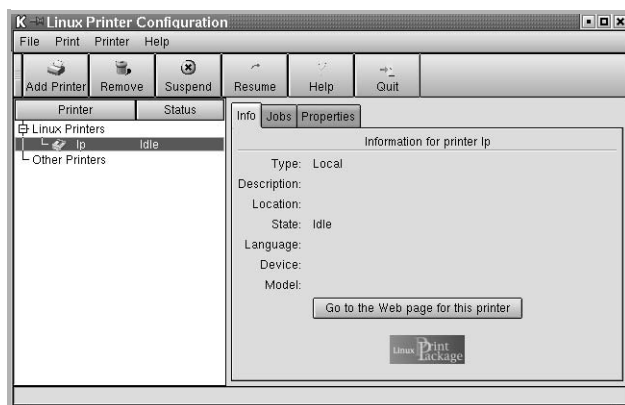 K Linux Printer Configuration
File Print Printer Help
Add Printer Remove Suspend Resume Help Quit
Printer Status
Linux Printers
lp Idle
Other Printers
Info Jobs Properties
Information for printer lp
Type: Local
Description:
Location:
State: Idle
Language:
Device:
Model:
Go to the Web page for this printer
Linux Print Package